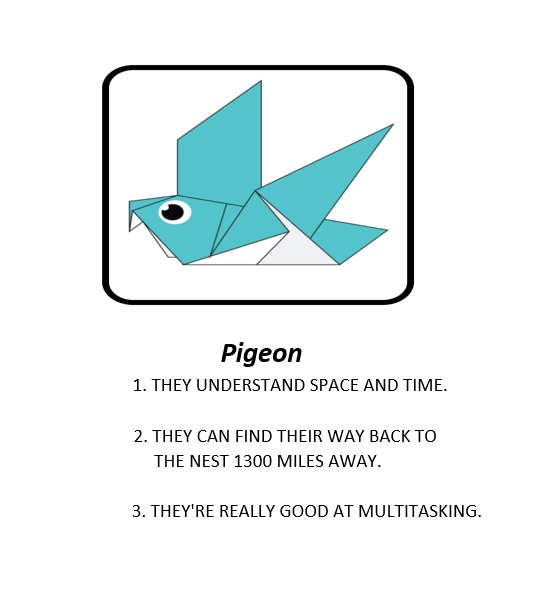 Pigeon
1. THEY UNDERSTAND SPACE AND TIME.
2. THEY CAN FIND THEIR WAY BACK TO
THE NEST 1300 MILES AWAY.
3. THEY'RE REALLY GOOD AT MULTITASKING.